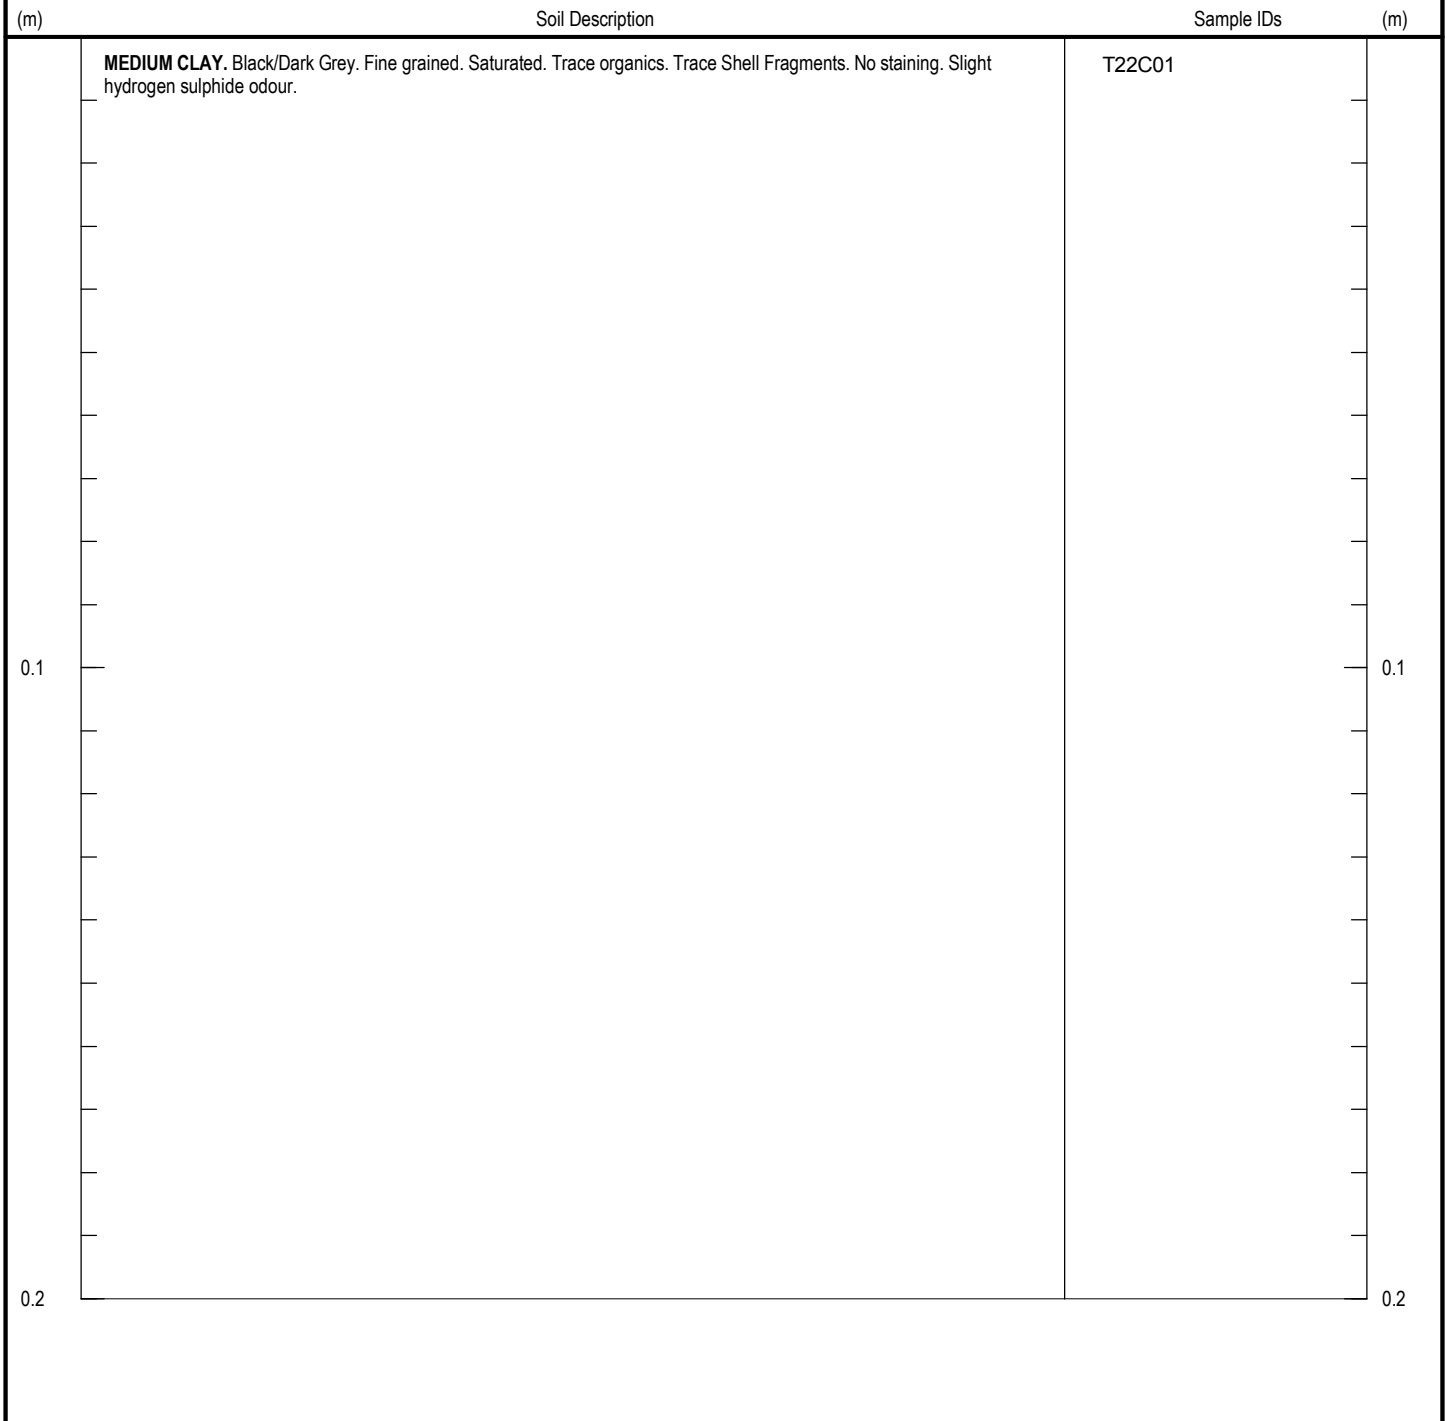 (m) Soil Description Sample IDs (m)
MEDIUM CLAY. Black/Dark Grey. Fine grained. Saturated. Trace organics. Trace Shell Fragments. No staining. Slight
hydrogen sulphide odour.
T22C01
0.1 0.1
0.2 0.2